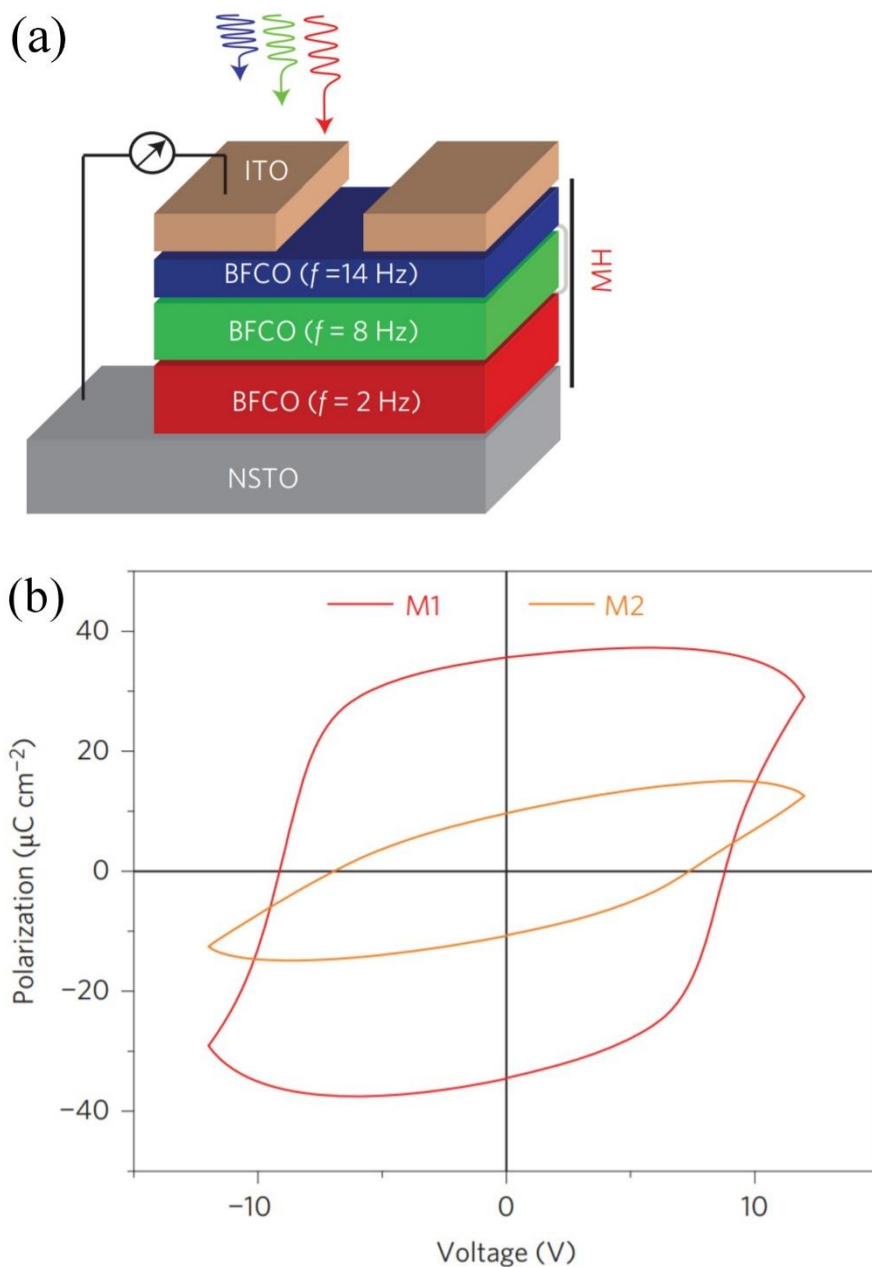 (a)
ITO
BFCO (f = 14 Hz)
BFCO (f = 8 Hz)
BFCO (f = 2 Hz)
NSTO
MH
(b)
M1
M2
40
20
0
−20
−40
Polarization (μC cm−2)
−10
0
10
Voltage (V)